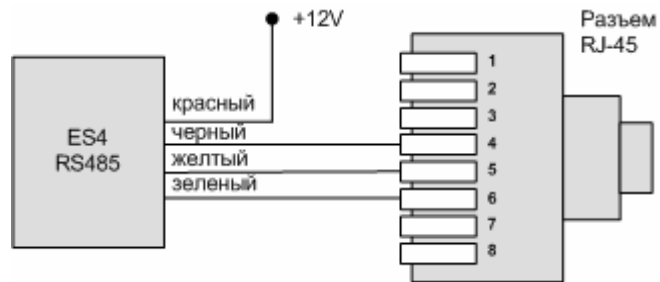 +12V
Разъем
RJ-45
ES4
RS485
красный
черный
желтый
зеленый
1
2
3
4
5
6
7
8